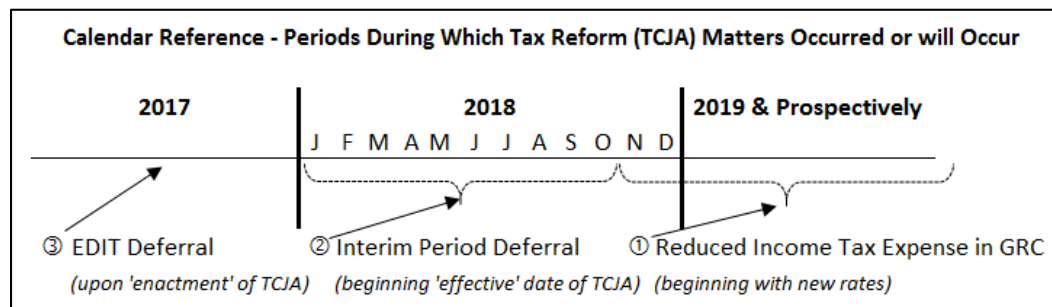 Calendar Reference - Periods During Which Tax Reform (TCJA) Matters Occurred or will Occur
2017 2018 2019 & Prospectively
J F M A M J J A S O N D
③ EDIT Deferral ② Interim Period Deferral ① Reduced Income Tax Expense in GRC
(upon 'enactment' of TCJA) (beginning 'effective' date of TCJA) (beginning with new rates)